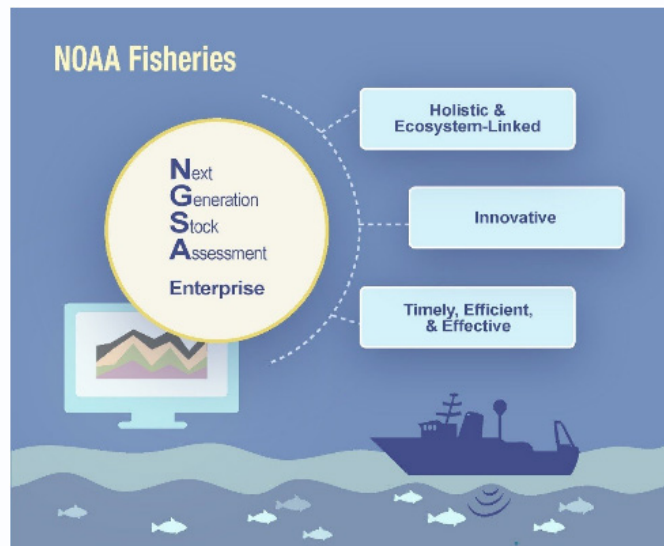 NOAA Fisheries
Next
Generation
Stock
Assessment
Enterprise
Holistic &
Ecosystem-Linked
Innovative
Timely, Efficient,
& Effective